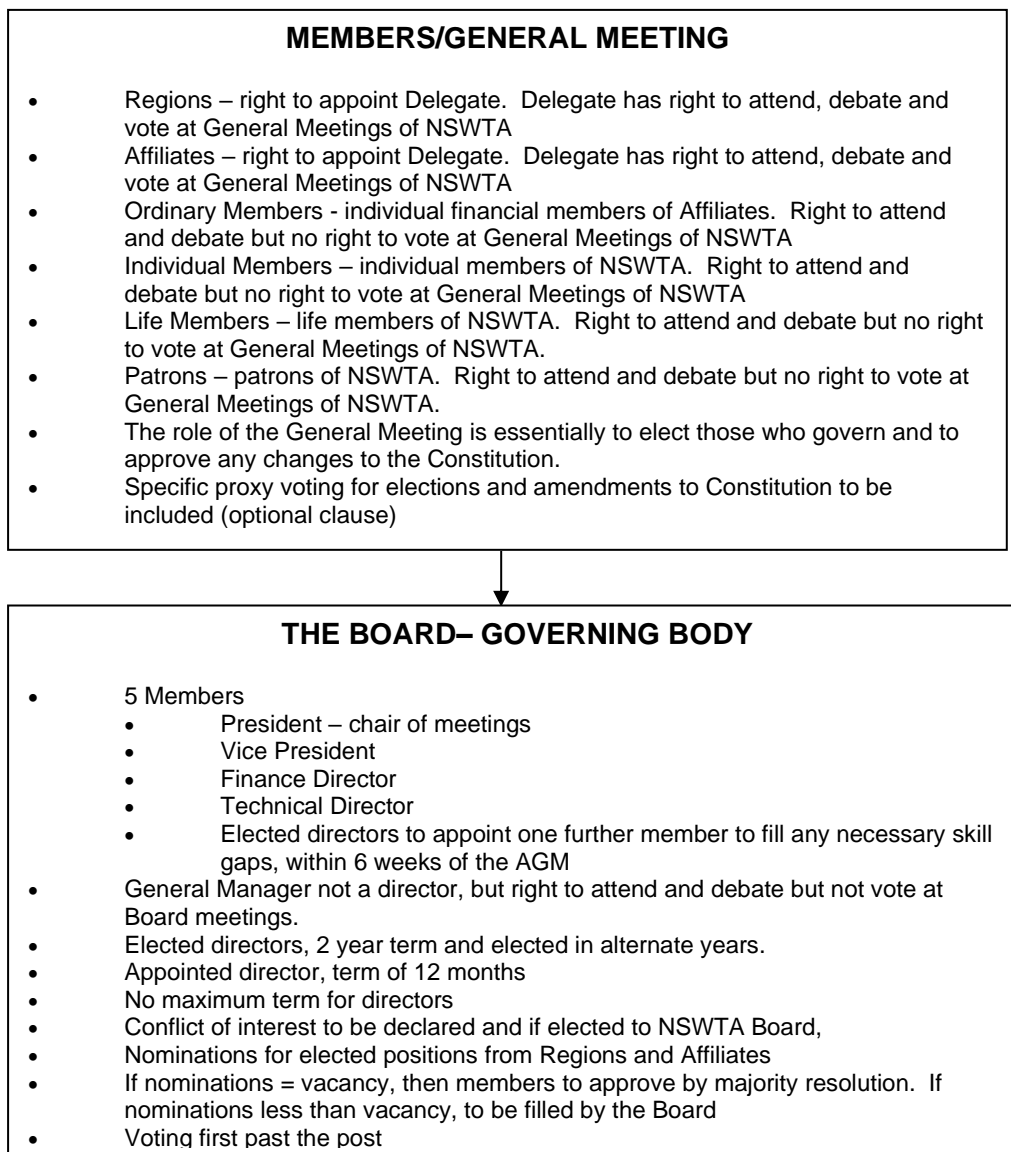 MEMBERS/GENERAL MEETING
• Regions – right to appoint Delegate.  Delegate has right to attend, debate and
vote at General Meetings of NSWTA
• Affiliates – right to appoint Delegate.  Delegate has right to attend, debate and
vote at General Meetings of NSWTA
• Ordinary Members - individual financial members of Affiliates.  Right to attend
and debate but no right to vote at General Meetings of NSWTA
• Individual Members – individual members of NSWTA.  Right to attend and
debate but no right to vote at General Meetings of NSWTA
• Life Members – life members of NSWTA.  Right to attend and debate but no right
to vote at General Meetings of NSWTA.
• Patrons – patrons of NSWTA.  Right to attend and debate but no right to vote at
General Meetings of NSWTA.
• The role of the General Meeting is essentially to elect those who govern and to
approve any changes to the Constitution.
• Specific proxy voting for elections and amendments to Constitution to be
included (optional clause)
THE BOARD– GOVERNING BODY
• 5 Members
• President – chair of meetings
• Vice President
• Finance Director
• Technical Director
• Elected directors to appoint one further member to fill any necessary skill
gaps, within 6 weeks of the AGM
• General Manager not a director, but right to attend and debate but not vote at
Board meetings.
• Elected directors, 2 year term and elected in alternate years.
• Appointed director, term of 12 months
• No maximum term for directors
• Conflict of interest to be declared and if elected to NSWTA Board,
• Nominations for elected positions from Regions and Affiliates
• If nominations = vacancy, then members to approve by majority resolution.  If
nominations less than vacancy, to be filled by the Board
• Voting first past the post